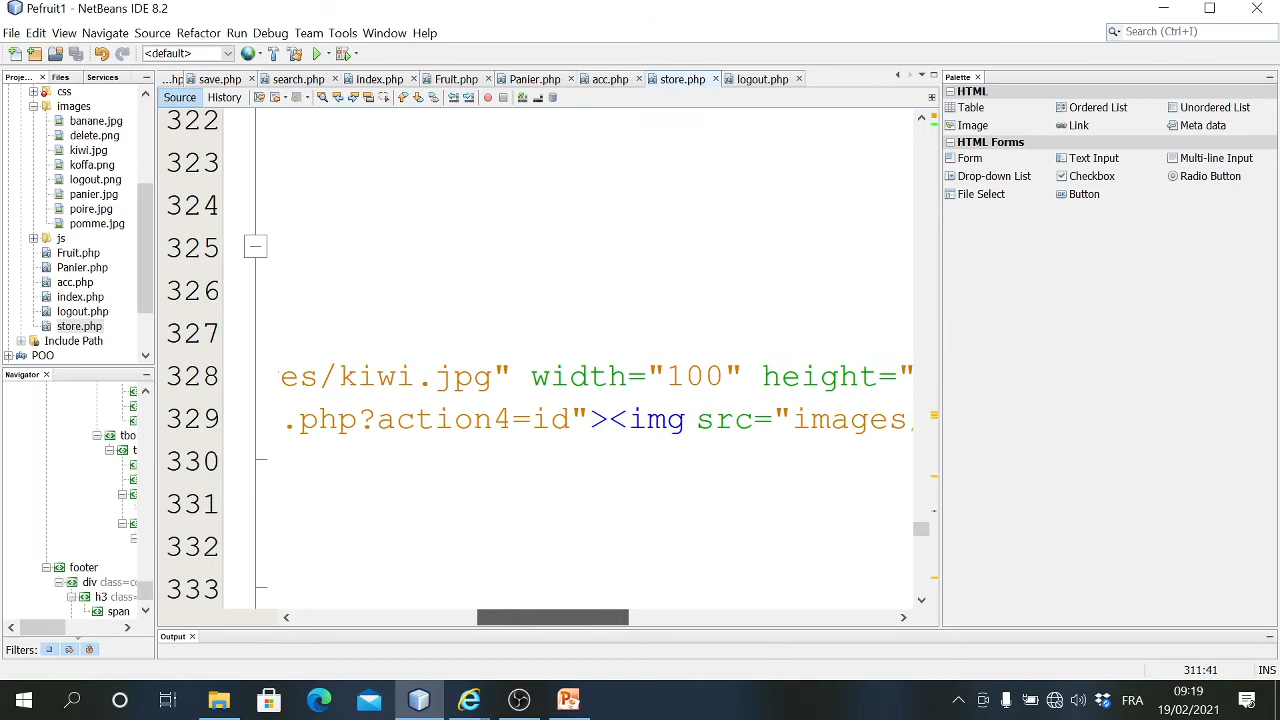 Pefruit1 - NetBeans IDE 8.2
File Edit View Navigate Source Refactor Run Debug Team Tools Window Help
Search (Ctrl+I)
<default>
Proje... Files Services
...hp save.php search.php Index.php Fruit.php Panier.php acc.php store.php logout.php
Source History
css
images
banane.jpg
delete.png
kiwi.jpg
koffa.png
logout.png
panier.jpg
poire.jpg
pomme.jpg
js
Fruit.php
Panier.php
acc.php
index.php
logout.php
store.php
Include Path
POO
Navigator
tbo
t
footer
div class=co
h3 class=
span
Filters:
322
323
324
325
326
327
328 es/kiwi.jpg" width="100" height="
329 .php?action4=id"><img src="images/
330
331
332
333
Output
Palette
HTML
Table Ordered List Unordered List
Image Link Meta data
HTML Forms
Form Text Input Multi-line Input
Drop-down List Checkbox Radio Button
File Select Button
311:41 INS
FRA
09:19
19/02/2021